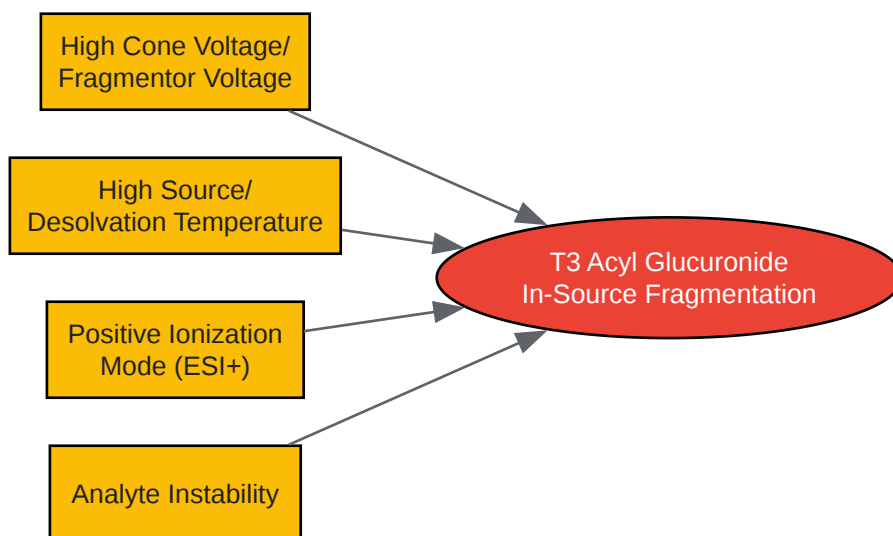 High Cone Voltage/
Fragmentor Voltage
High Source/
Desolvation Temperature
Positive Ionization
Mode (ESI+)
Analyte Instability
T3 Acyl Glucuronide
In-Source Fragmentation